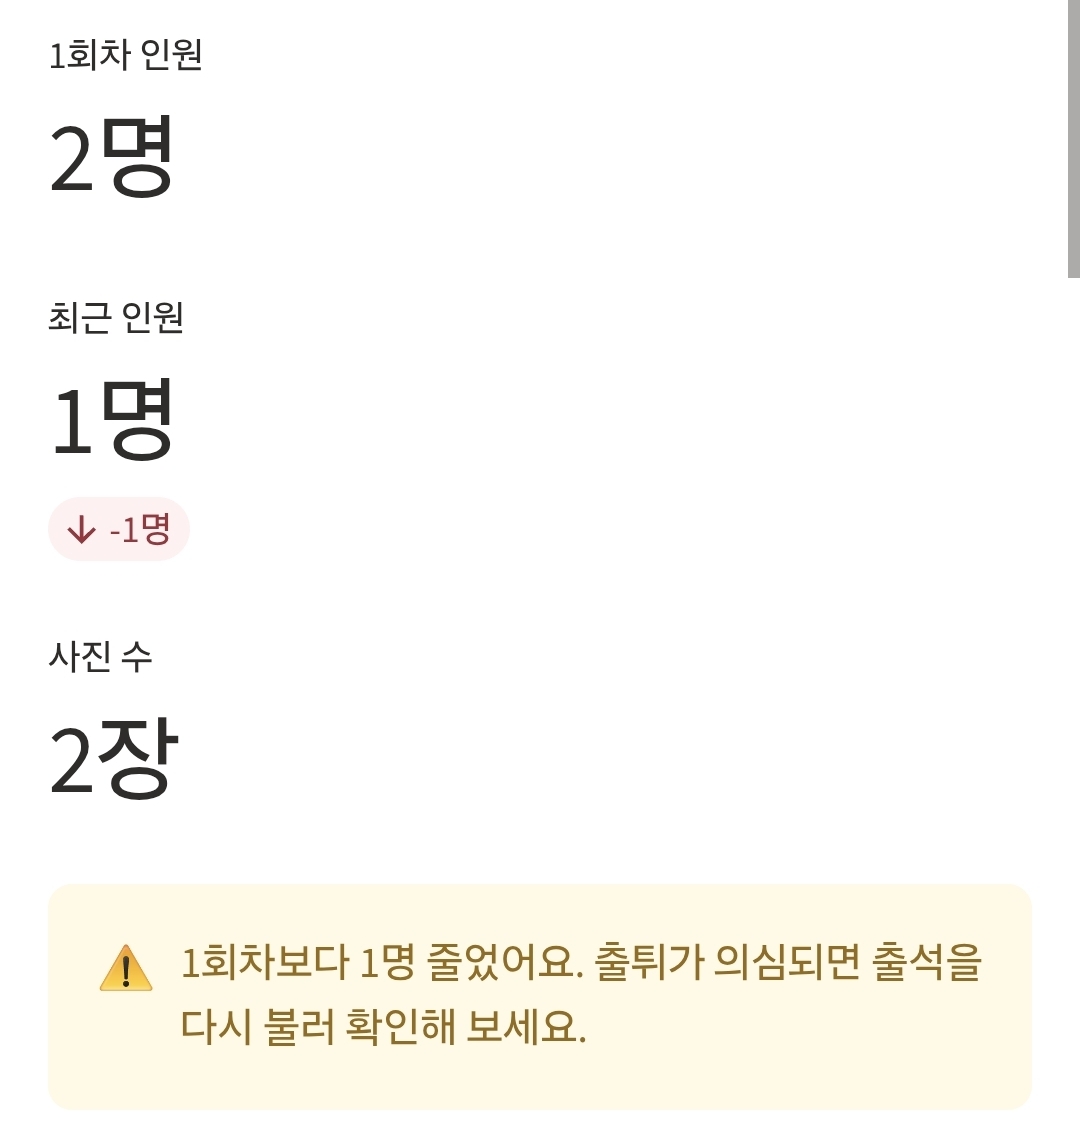 1회차 인원
2명
최근 인원
1명
↓ -1명
사진 수
2장
1회차보다 1명 줄었어요. 출튀가 의심되면 출석을
다시 불러 확인해 보세요.